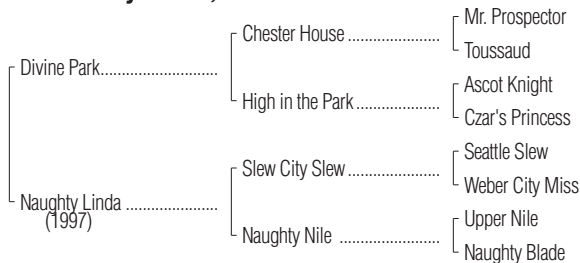 Mr. Prospector
Chester House ....................
Toussaud
Divine Park..........................
Ascot Knight
High in the Park ..................
Czar's Princess
Seattle Slew
Slew City Slew ....................
Weber City Miss
Naughty Linda ....................
(1997)
Upper Nile
Naughty Nile ......................
Naughty Blade